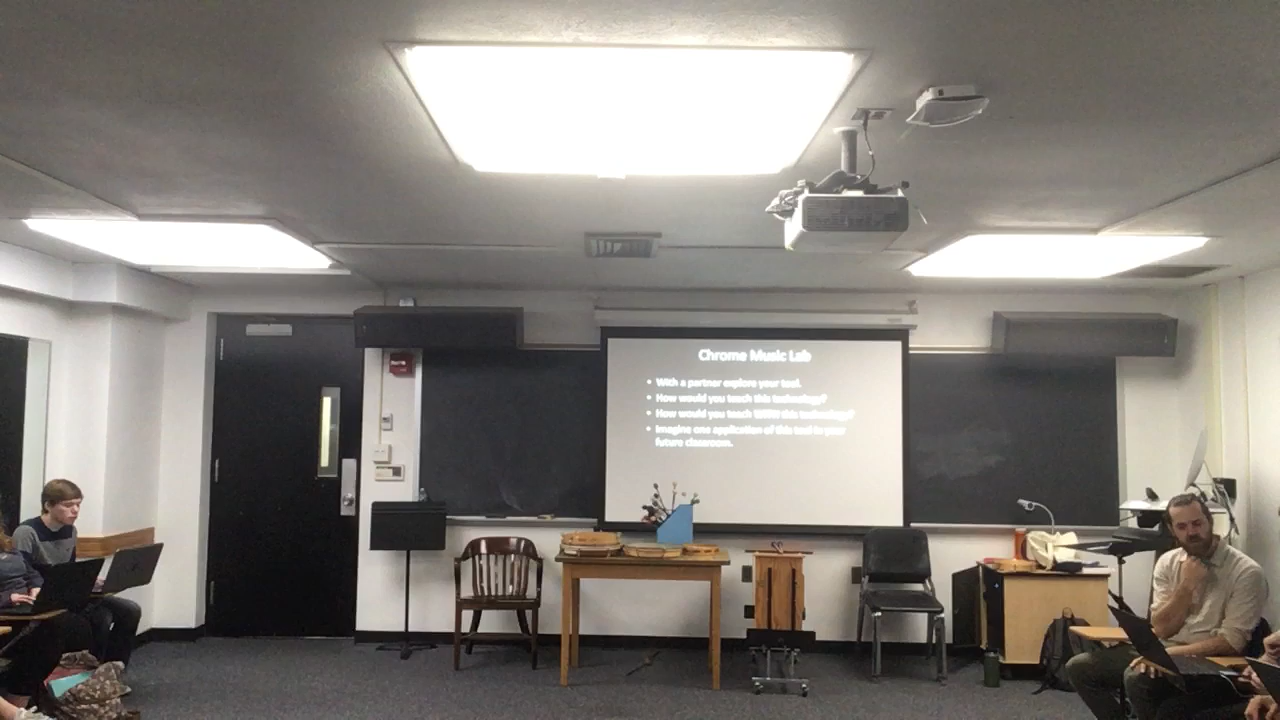 Chrome Music Lab
• With a partner explore your tool.
• How would you teach this technology?
• How would you teach WITH this technology?
• Imagine one application of this tool in your
future classroom.